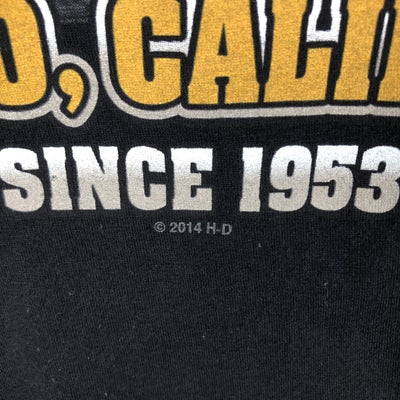 O, CALI
SINCE 1953
© 2014 H-D